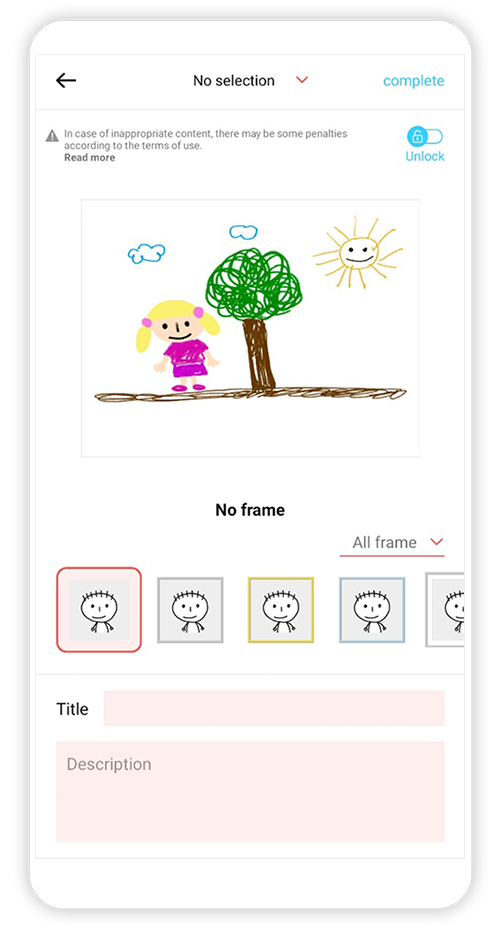 No selection
complete
In case of inappropriate content, there may be some penalties
according to the terms of use.
Read more
Unlock
No frame
All frame
Title
Description